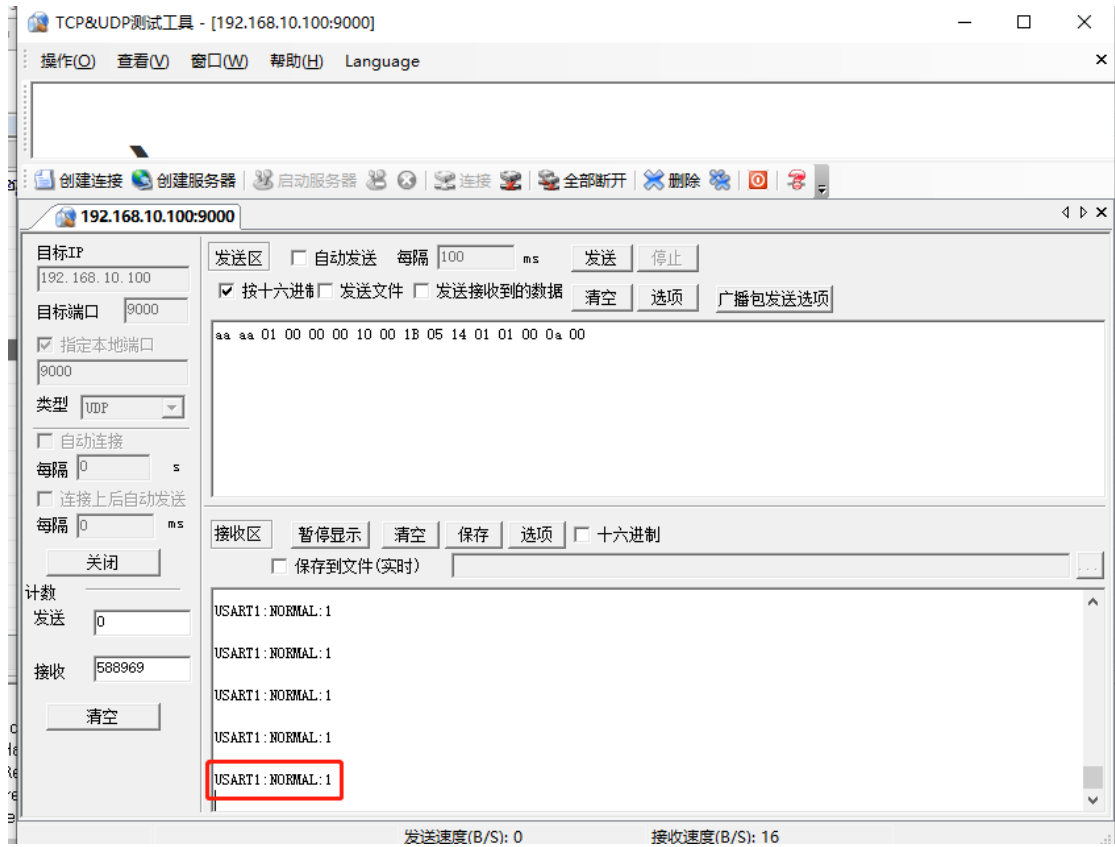 TCP&UDP测试工具 - [192.168.10.100:9000]
操作(O) 查看(V) 窗口(W) 帮助(H) Language
创建连接 创建服务器 启动服务器 连接 全部断开 删除
192.168.10.100:9000
目标IP
192.168.10.100
目标端口 9000
指定本地端口
9000
类型 UDP
自动连接
每隔 0 s
连接上后自动发送
每隔 0 ms
关闭
计数
发送 0
接收 588969
清空
发送区 自动发送 每隔 100 ms 发送 停止
按十六进制 发送文件 发送接收到的数据 清空 选项 广播包发送选项
aa aa 01 00 00 00 10 00 1B 05 14 01 01 00 0a 00
接收区 暂停显示 清空 保存 选项 十六进制
保存到文件(实时) ...
USART1:NORMAL:1
USART1:NORMAL:1
USART1:NORMAL:1
USART1:NORMAL:1
USART1:NORMAL:1
发送速度(B/S): 0 接收速度(B/S): 16